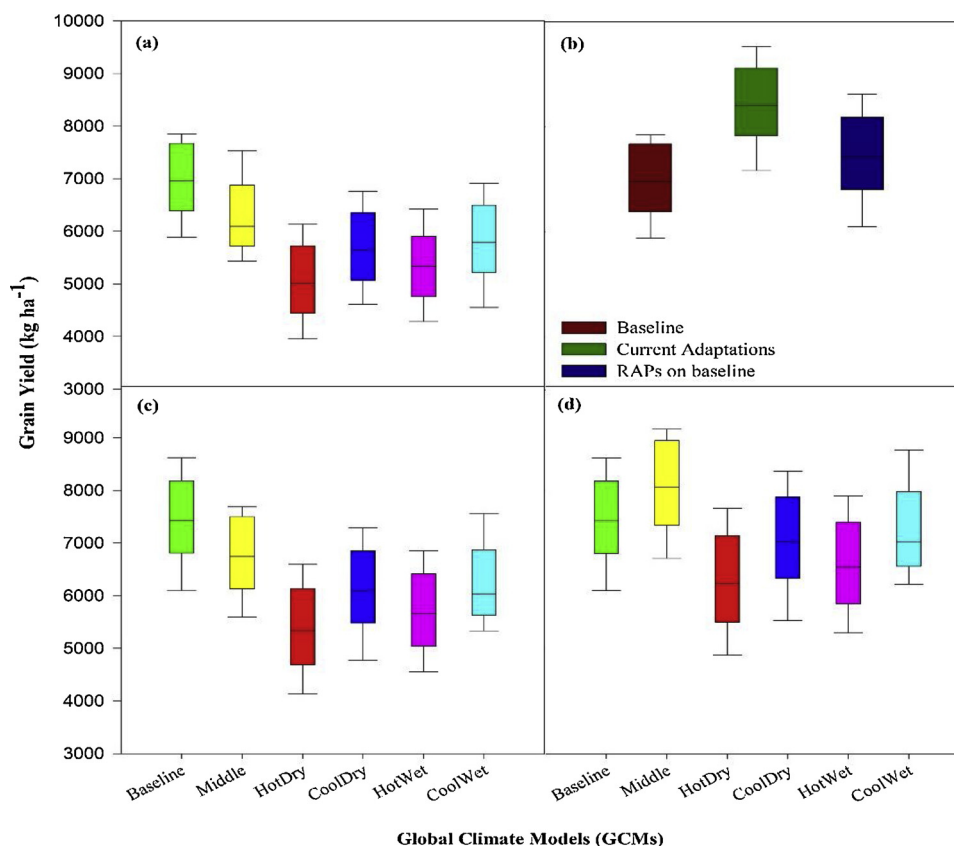 10000
9000
8000
7000
6000
5000
4000
3000
9000
8000
7000
6000
5000
4000
3000
Grain Yield (kg ha⁻¹)
(a)
(b)
Baseline
Current Adaptations
RAPs on baseline
(c)
(d)
Baseline
Middle
HotDry
CoolDry
HotWet
CoolWet
Baseline
Middle
HotDry
CoolDry
HotWet
CoolWet
Global Climate Models (GCMs)